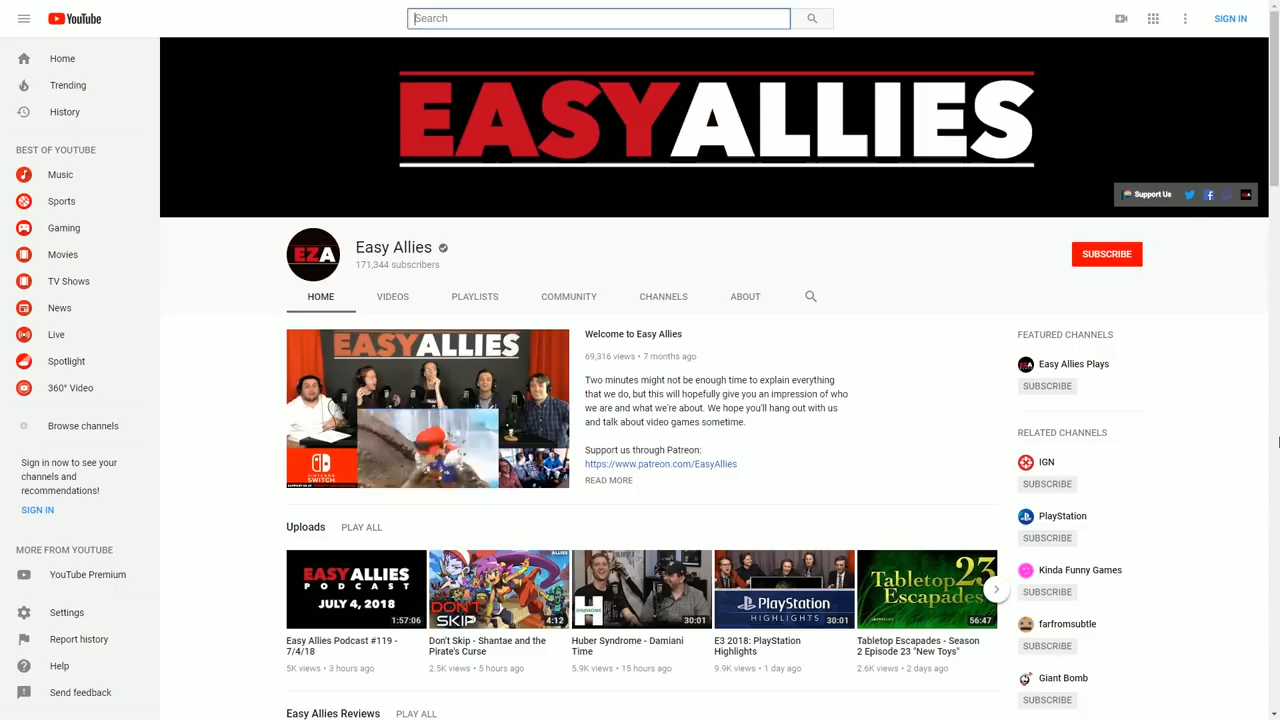 YouTube
Search
SIGN IN
Home
Trending
History
BEST OF YOUTUBE
Music
Sports
Gaming
Movies
TV Shows
News
Live
Spotlight
360° Video
Browse channels
Sign in now to see your
channels and
recommendations!
SIGN IN
MORE FROM YOUTUBE
YouTube Premium
Settings
Report history
Help
Send feedback
EASYALLIES
Support Us
EZA
Easy Allies
171,344 subscribers
SUBSCRIBE
HOME
VIDEOS
PLAYLISTS
COMMUNITY
CHANNELS
ABOUT
EASYALLIES
NINTENDO
SWITCH
Welcome to Easy Allies
69,316 views • 7 months ago
Two minutes might not be enough time to explain everything
that we do, but this will hopefully give you an impression of who
we are and what we're about. We hope you'll hang out with us
and talk about video games sometime.
Support us through Patreon:
https://www.patreon.com/EasyAllies
READ MORE
Uploads
PLAY ALL
EASYALLIES
PODCAST
JULY 4, 2018
1:57:06
Easy Allies Podcast #119 -
7/4/18
5K views • 3 hours ago
ALLIES
DON'T
SKIP
4:12
Don't Skip - Shantae and the
Pirate's Curse
2.5K views • 5 hours ago
H
SYNDROME
30:01
Huber Syndrome - Damiani
Time
5.9K views • 15 hours ago
PlayStation
HIGHLIGHTS
30:01
E3 2018: PlayStation
Highlights
9.9K views • 1 day ago
Tabletop 23
Escapades
56:47
Tabletop Escapades - Season
2 Episode 23 "New Toys"
2.6K views • 2 days ago
Easy Allies Reviews
PLAY ALL
FEATURED CHANNELS
Easy Allies Plays
SUBSCRIBE
RELATED CHANNELS
IGN
SUBSCRIBE
PlayStation
SUBSCRIBE
Kinda Funny Games
SUBSCRIBE
farfromsubtle
SUBSCRIBE
Giant Bomb
SUBSCRIBE